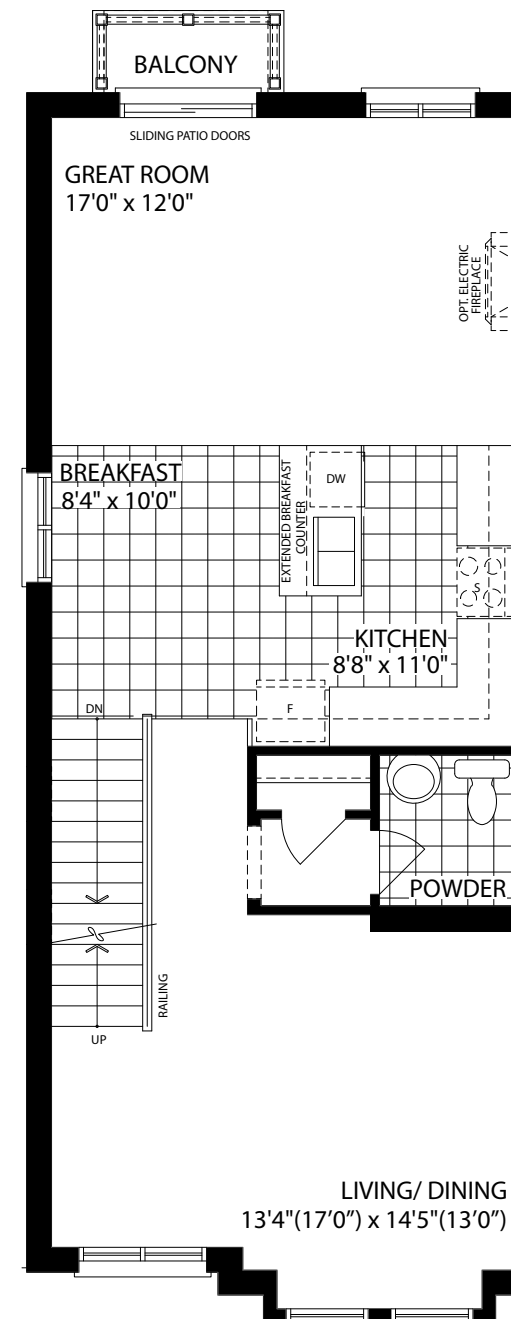 BALCONY
SLIDING PATIO DOORS
GREAT ROOM
17'0" x 12'0"
OPT. ELECTRIC
FIREPLACE
BREAKFAST
8'4" x 10'0"
EXTENDED BREAKFAST
COUNTER
DW
S
KITCHEN
8'8" x 11'0"
DN
F
POWDER
RAILING
UP
LIVING/ DINING
13'4"(17'0”) x 14'5"(13’0”)